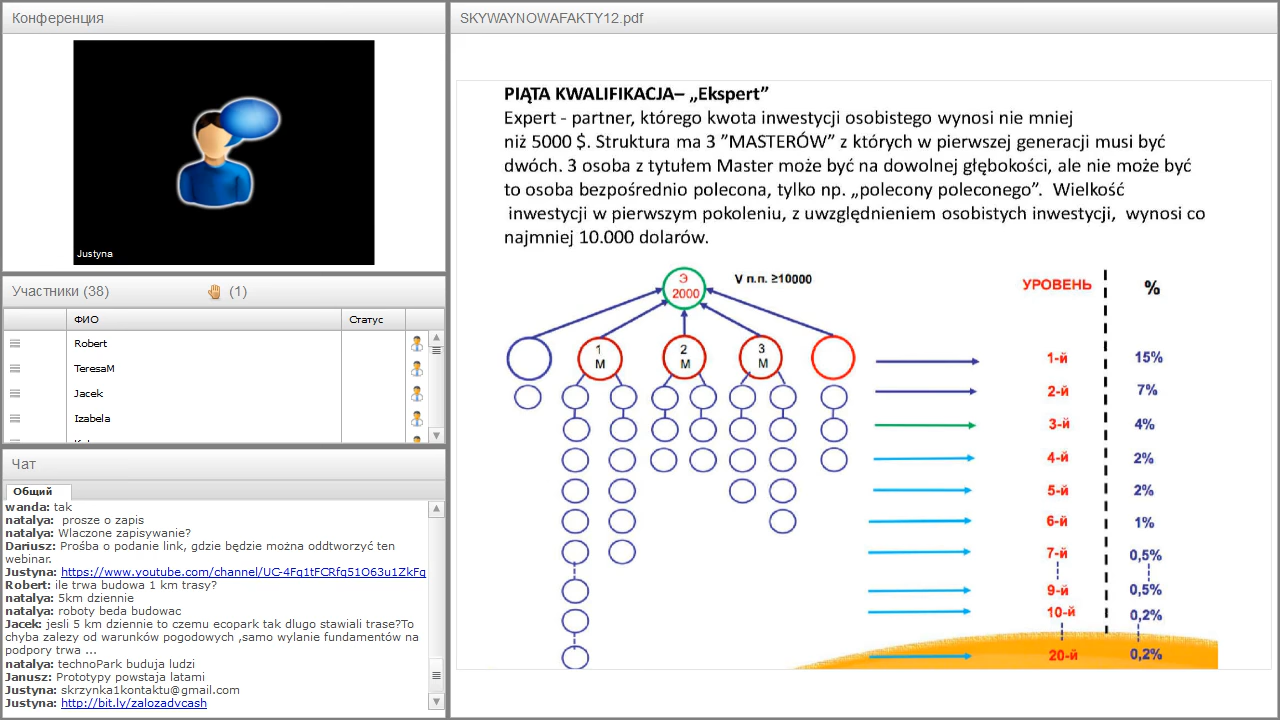 Конференция
Justyna
Участники (38)
(1)
ФИО
Статус
Robert
TeresaM
Jacek
Izabela
Чат
Общий
wanda: tak
natalya: prosze o zapis
natalya: Wlaczone zapisywanie?
Dariusz: Prośba o podanie link, gdzie będzie można oddtworzyć ten
webinar.
Justyna: https://www.youtube.com/channel/UC-4Fq1tFCRfq51O63u1ZkFg
Robert: ile trwa budowa 1 km trasy?
natalya: 5km dziennie
natalya: roboty beda budowac
Jacek: jesli 5 km dziennie to czemu ecopark tak dlugo stawiali trase?To
chyba zalezy od warunków pogodowych ,samo wylanie fundamentów na
podpory trwa ...
natalya: technoPark buduja ludzi
Janusz: Prototypy powstaja latami
Justyna: skrzynka1kontaktu@gmail.com
Justyna: http://bit.ly/zalozadvcash
SKYWAYNOWAFAKTY12.pdf
PIĄTA KWALIFIKACJA– „Ekspert”
Expert - partner, którego kwota inwestycji osobistego wynosi nie mniej
niż 5000 $. Struktura ma 3 ”MASTERÓW” z których w pierwszej generacji musi być
dwóch. 3 osoba z tytułem Master może być na dowolnej głębokości, ale nie może być
to osoba bezpośrednio polecona, tylko np. „polecony poleconego”. Wielkość
inwestycji w pierwszym pokoleniu, z uwzględnieniem osobistych inwestycji, wynosi co
najmniej 10.000 dolarów.
Э
2000
V п.п. ≥10000
УРОВЕНЬ %
1 2 3
М М М
1-й 15%
2-й 7%
3-й 4%
4-й 2%
5-й 2%
6-й 1%
7-й 0,5%
9-й 0,5%
10-й 0,2%
20-й 0,2%